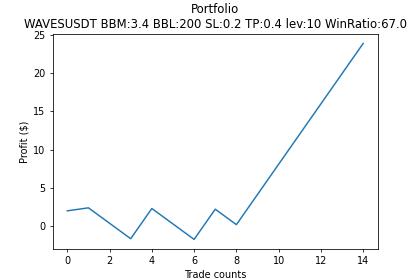 Portfolio
WAVESUSDT BBM:3.4 BBL:200 SL:0.2 TP:0.4 lev:10 WinRatio:67.0
25
20
15
10
5
0
Profit ($)
0 2 4 6 8 10 12 14
Trade counts